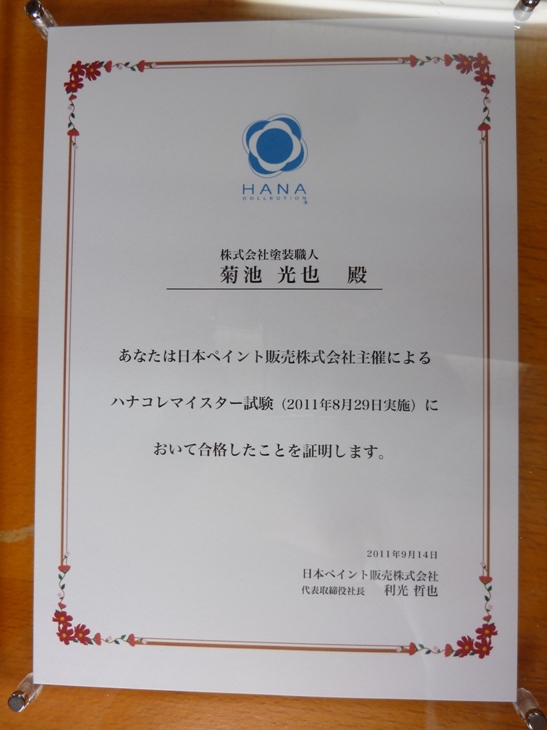 HANA
COLLECTION
株式会社塗装職人
菊池 光也 殿
あなたは日本ペイント販売株式会社主催による
ハナコレマイスター試験（2011年8月29日実施）に
おいて合格したことを証明します。
2011年9月14日
日本ペイント販売株式会社
代表取締役社長 利光 哲也